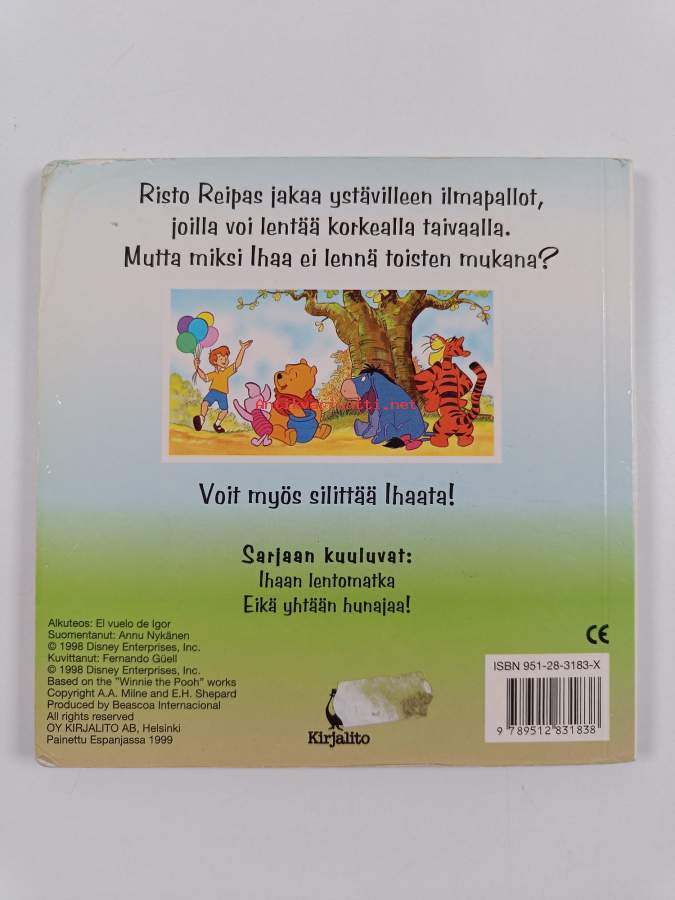 Risto Reipas jakaa ystävilleen ilmapallot,
joilla voi lentää korkealla taivaalla.
Mutta miksi Ihaa ei lennä toisten mukana?
Antikvariaatti.net
Voit myös silittää Ihaata!
Sarjaan kuuluvat:
Ihaan lentomatka
Eikä yhtään hunajaa!
Alkuteos: El vuelo de Igor
Suomentanut: Annu Nykänen
© 1998 Disney Enterprises, Inc.
Kuvittanut: Fernando Güell
© 1998 Disney Enterprises, Inc.
Based on the "Winnie the Pooh" works
Copyright A.A. Milne and E.H. Shepard
Produced by Beascoa Internacional
All rights reserved
OY KIRJALITO AB, Helsinki
Painettu Espanjassa 1999
Kirjalito
CE
ISBN 951-28-3183-X
9 789512 831838